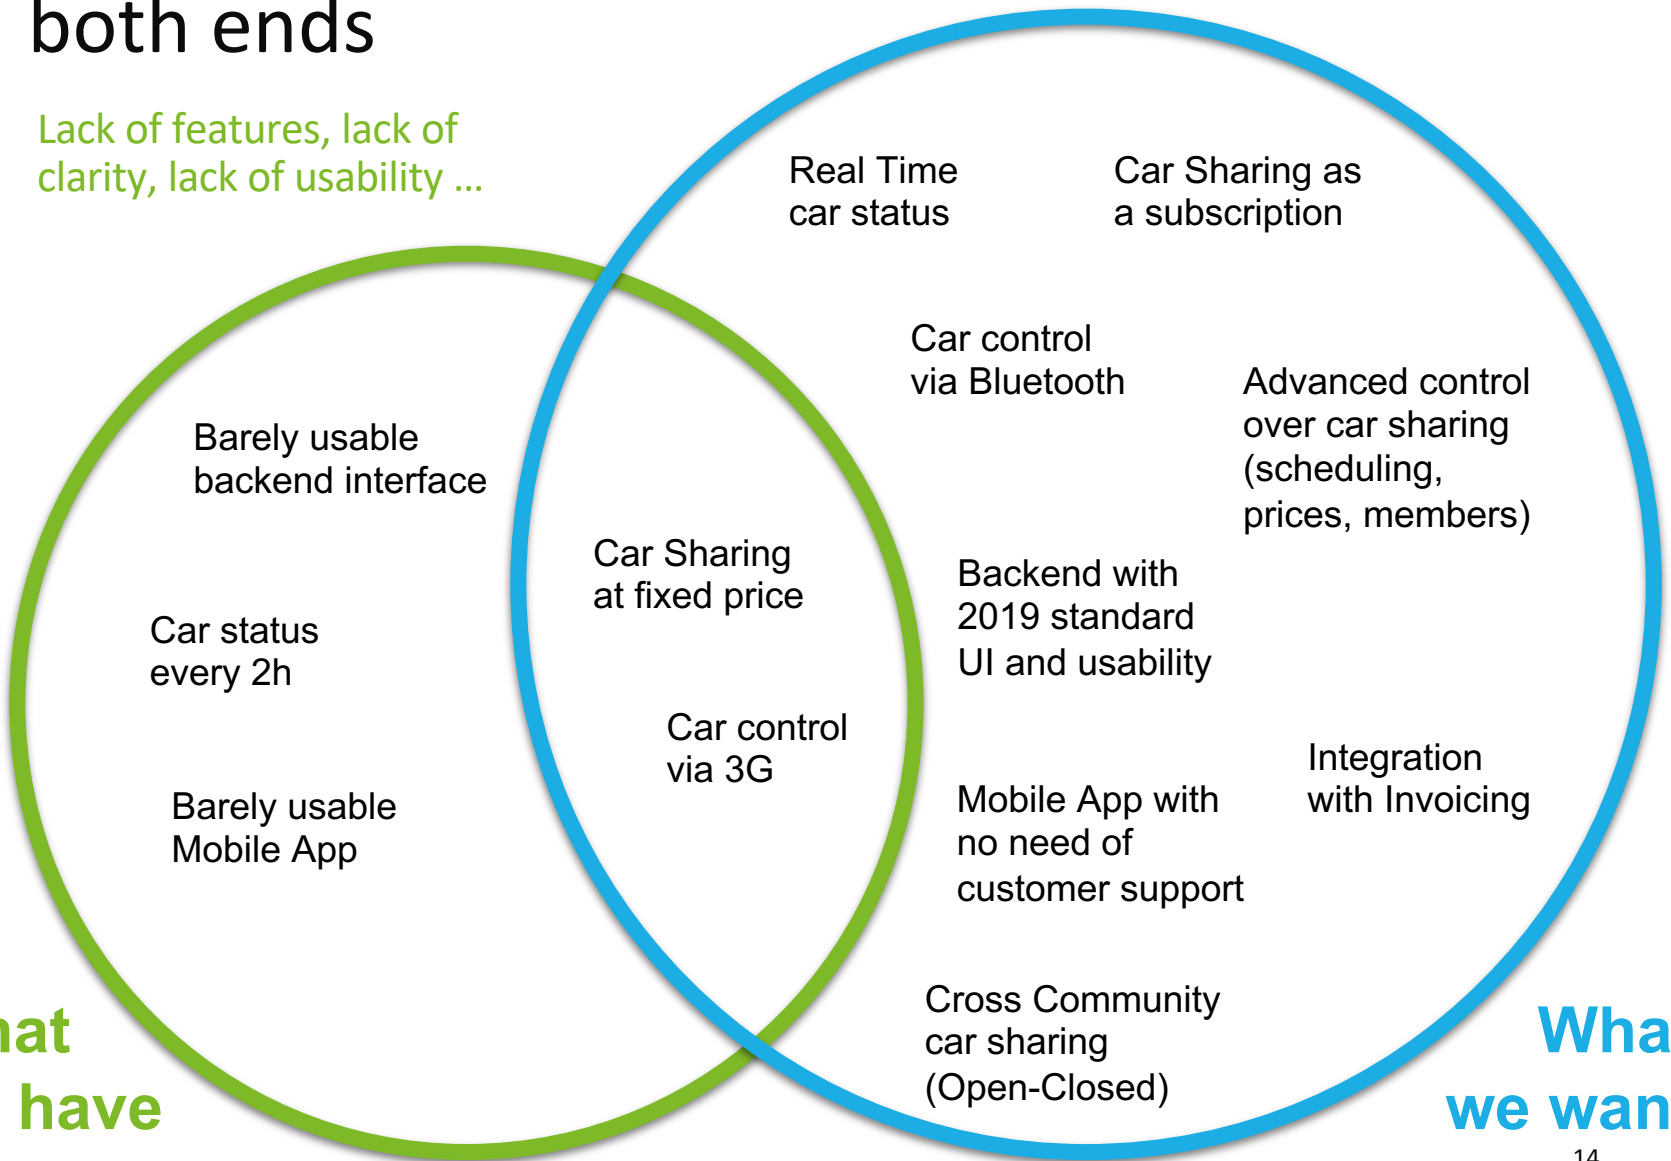 both ends
Lack of features, lack of
clarity, lack of usability ...
Real Time
car status
Car Sharing as
a subscription
Car control
via Bluetooth
Advanced control
over car sharing
(scheduling,
prices, members)
Barely usable
backend interface
Car Sharing
at fixed price
Backend with
2019 standard
UI and usability
Car status
every 2h
Car control
via 3G
Integration
with Invoicing
Barely usable
Mobile App
Mobile App with
no need of
customer support
Cross Community
car sharing
(Open-Closed)
hat
have
Wha
we wan
14